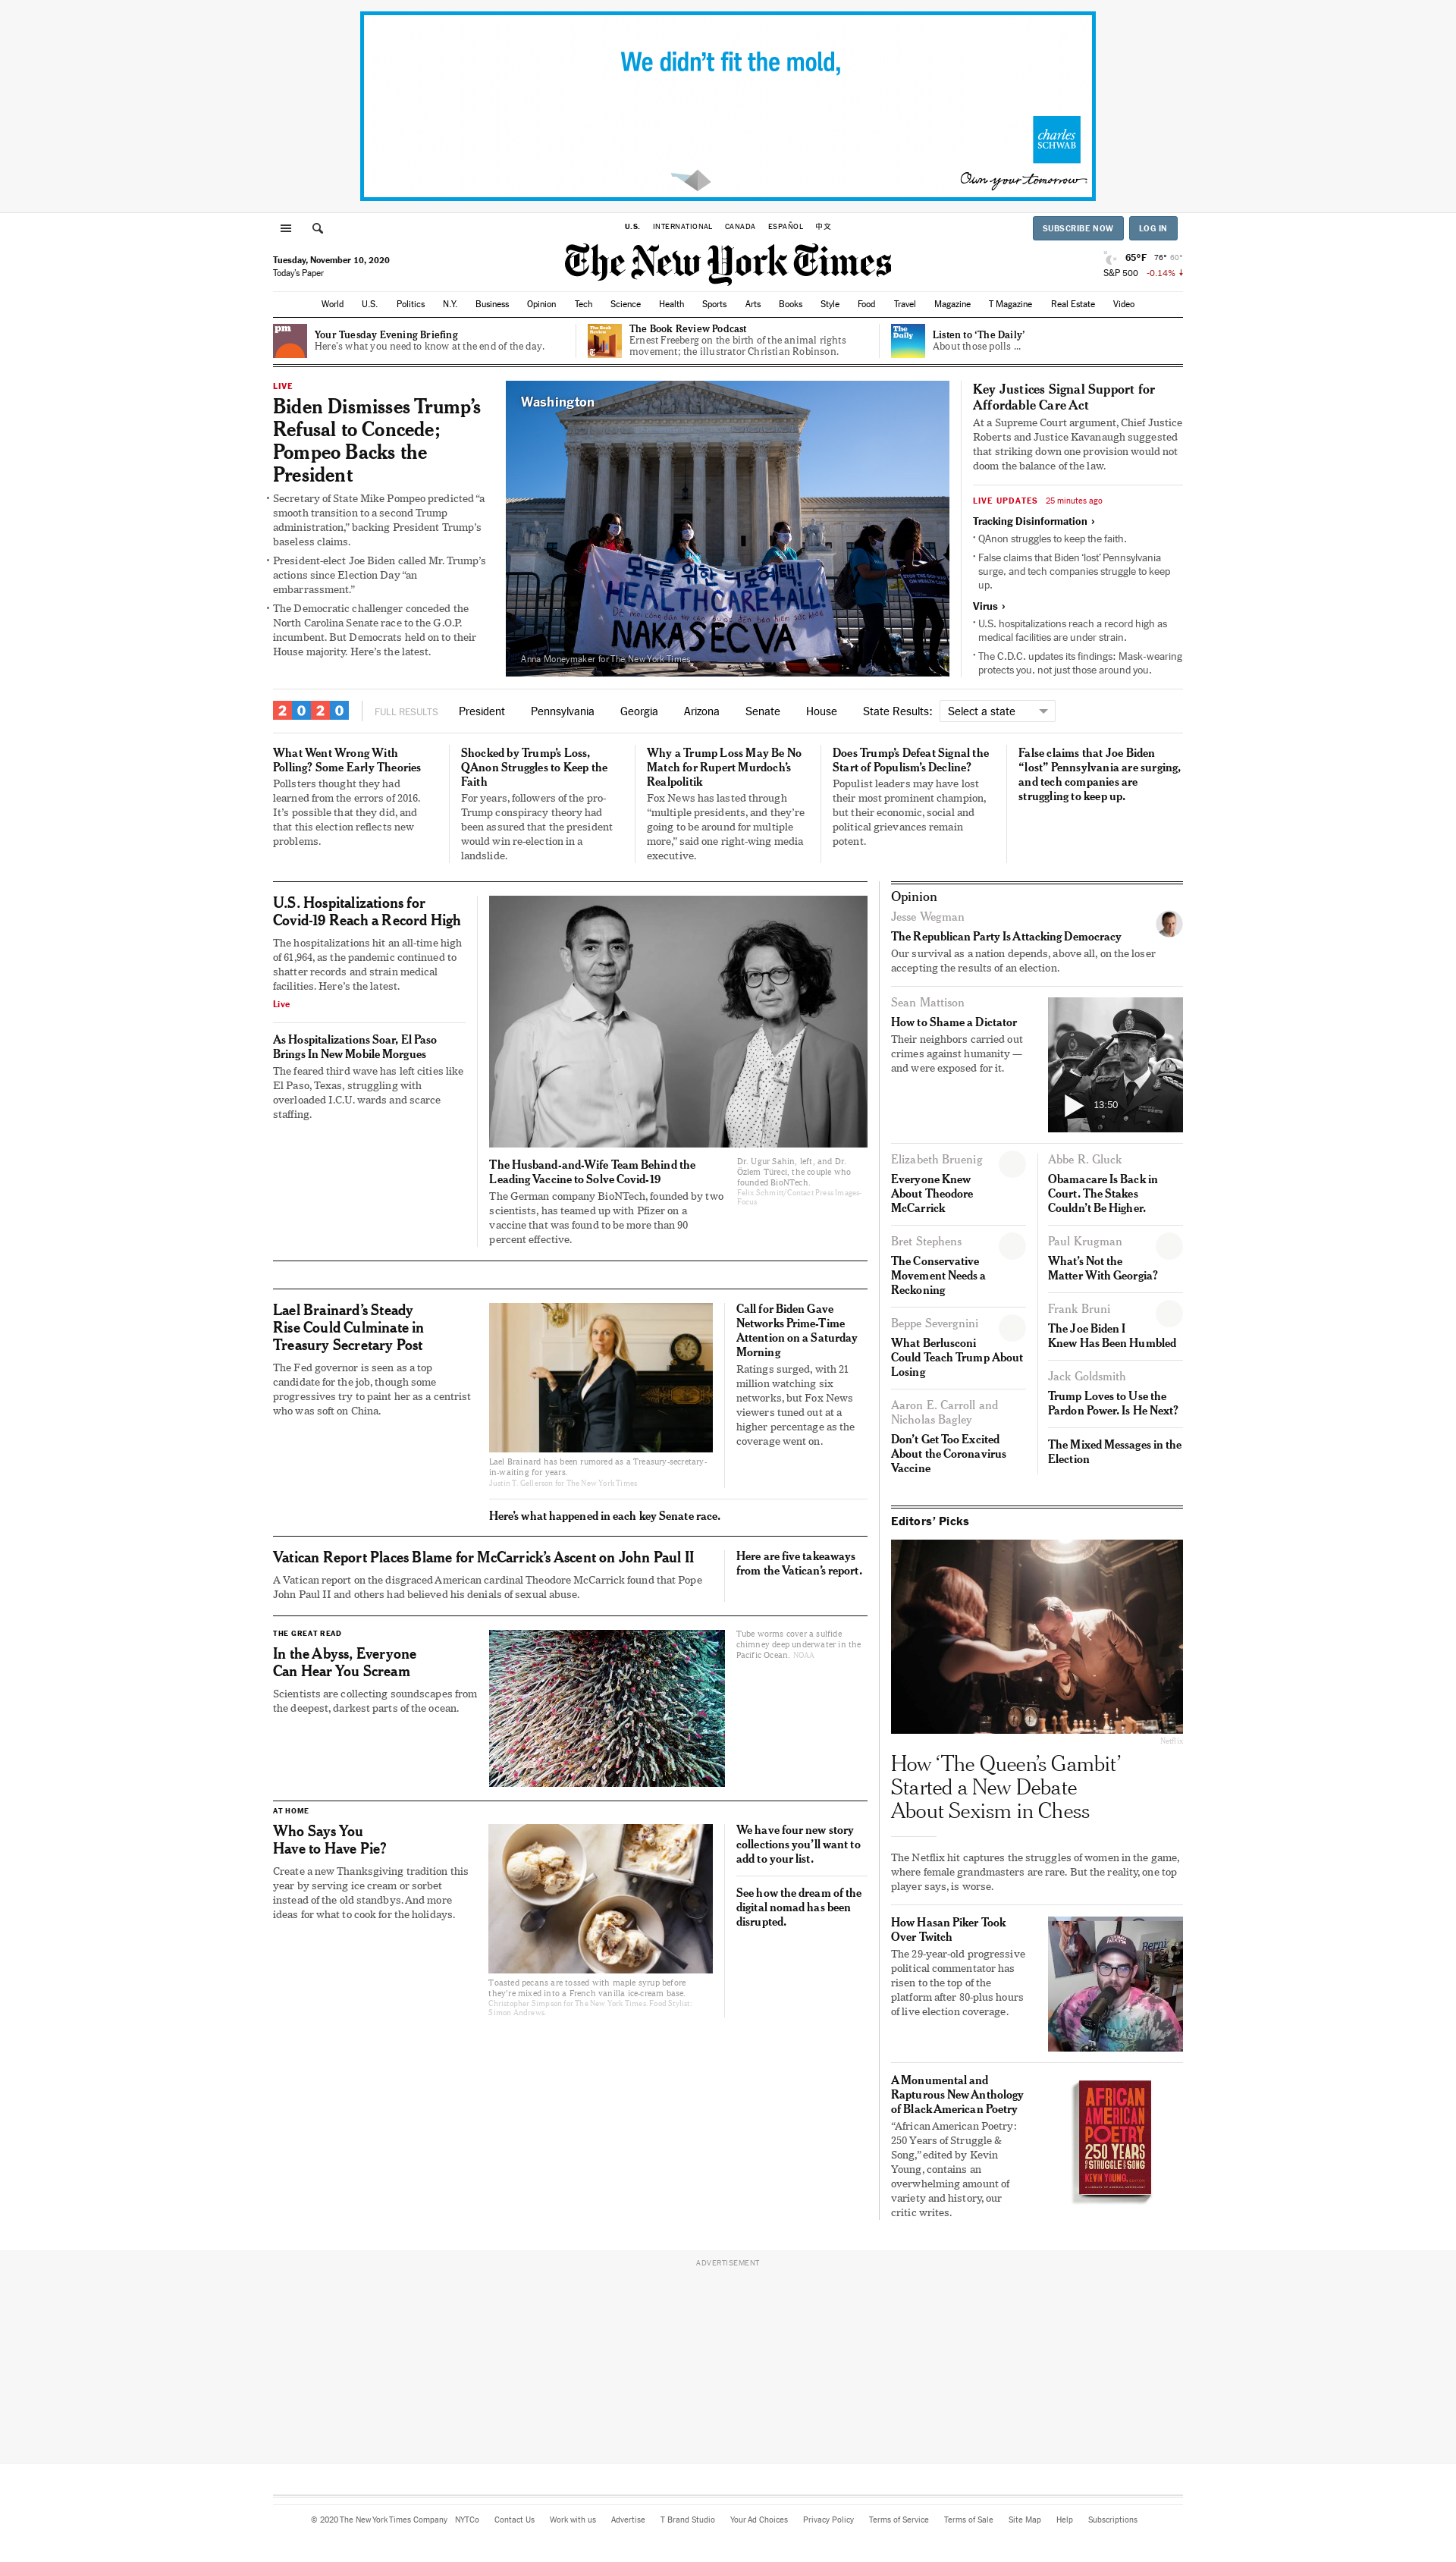 We didn't fit the mold,
charles
SCHWAB
Own your tomorrow.
U.S.
INTERNATIONAL
CANADA
ESPAÑOL
中文
SUBSCRIBE NOW
LOG IN
Tuesday, November 10, 2020
Today's Paper
The New York Times
65°F 76° 60°
S&P 500 -0.14%
World U.S. Politics N.Y. Business Opinion Tech Science Health Sports Arts Books Style Food Travel Magazine T Magazine Real Estate Video
pm
Your Tuesday Evening Briefing
Here's what you need to know at the end of the day.
The Book Review
The Book Review Podcast
Ernest Freeberg on the birth of the animal rights
movement; the illustrator Christian Robinson.
The Daily
Listen to 'The Daily'
About those polls ...
LIVE
Biden Dismisses Trump's
Refusal to Concede;
Pompeo Backs the
President
• Secretary of State Mike Pompeo predicted “a
smooth transition to a second Trump
administration,” backing President Trump's
baseless claims.
• President-elect Joe Biden called Mr. Trump's
actions since Election Day “an
embarrassment.”
• The Democratic challenger conceded the
North Carolina Senate race to the G.O.P.
incumbent. But Democrats held on to their
House majority. Here's the latest.
Washington
모두를 위한 의료혜택!
HEALTHCARE4ALL!
NAKASECVA
Anna Moneymaker for The New York Times
Key Justices Signal Support for
Affordable Care Act
At a Supreme Court argument, Chief Justice
Roberts and Justice Kavanaugh suggested
that striking down one provision would not
doom the balance of the law.
LIVE UPDATES 25 minutes ago
Tracking Disinformation ›
• QAnon struggles to keep the faith.
• False claims that Biden 'lost' Pennsylvania
surge, and tech companies struggle to keep
up.
Virus ›
• U.S. hospitalizations reach a record high as
medical facilities are under strain.
• The C.D.C. updates its findings: Mask-wearing
protects you, not just those around you.
2020
FULL RESULTS President Pennsylvania Georgia Arizona Senate House State Results: Select a state
What Went Wrong With
Polling? Some Early Theories
Pollsters thought they had
learned from the errors of 2016.
It's possible that they did, and
that this election reflects new
problems.
Shocked by Trump's Loss,
QAnon Struggles to Keep the
Faith
For years, followers of the pro-
Trump conspiracy theory had
been assured that the president
would win re-election in a
landslide.
Why a Trump Loss May Be No
Match for Rupert Murdoch's
Realpolitik
Fox News has lasted through
“multiple presidents, and they're
going to be around for multiple
more,” said one right-wing media
executive.
Does Trump's Defeat Signal the
Start of Populism's Decline?
Populist leaders may have lost
their most prominent champion,
but their economic, social and
political grievances remain
potent.
False claims that Joe Biden
“lost” Pennsylvania are surging,
and tech companies are
struggling to keep up.
U.S. Hospitalizations for
Covid-19 Reach a Record High
The hospitalizations hit an all-time high
of 61,964, as the pandemic continued to
shatter records and strain medical
facilities. Here's the latest.
Live
As Hospitalizations Soar, El Paso
Brings In New Mobile Morgues
The feared third wave has left cities like
El Paso, Texas, struggling with
overloaded I.C.U. wards and scarce
staffing.
The Husband-and-Wife Team Behind the
Leading Vaccine to Solve Covid-19
The German company BioNTech, founded by two
scientists, has teamed up with Pfizer on a
vaccine that was found to be more than 90
percent effective.
Dr. Ugur Sahin, left, and Dr.
Özlem Türeci, the couple who
founded BioNTech.
Felix Schmitt/Contact Press Images-
Focus
Lael Brainard's Steady
Rise Could Culminate in
Treasury Secretary Post
The Fed governor is seen as a top
candidate for the job, though some
progressives try to paint her as a centrist
who was soft on China.
Lael Brainard has been rumored as a Treasury-secretary-
in-waiting for years.
Justin T. Gellerson for The New York Times
Call for Biden Gave
Networks Prime-Time
Attention on a Saturday
Morning
Ratings surged, with 21
million watching six
networks, but Fox News
viewers tuned out at a
higher percentage as the
coverage went on.
Here's what happened in each key Senate race.
Vatican Report Places Blame for McCarrick's Ascent on John Paul II
A Vatican report on the disgraced American cardinal Theodore McCarrick found that Pope
John Paul II and others had believed his denials of sexual abuse.
Here are five takeaways
from the Vatican's report.
THE GREAT READ
In the Abyss, Everyone
Can Hear You Scream
Scientists are collecting soundscapes from
the deepest, darkest parts of the ocean.
Tube worms cover a sulfide
chimney deep underwater in the
Pacific Ocean. NOAA
AT HOME
Who Says You
Have to Have Pie?
Create a new Thanksgiving tradition this
year by serving ice cream or sorbet
instead of the old standbys. And more
ideas for what to cook for the holidays.
Toasted pecans are tossed with maple syrup before
they're mixed into a French vanilla ice-cream base.
Christopher Simpson for The New York Times. Food Stylist:
Simon Andrews.
We have four new story
collections you'll want to
add to your list.
See how the dream of the
digital nomad has been
disrupted.
Opinion
Jesse Wegman
The Republican Party Is Attacking Democracy
Our survival as a nation depends, above all, on the loser
accepting the results of an election.
Sean Mattison
How to Shame a Dictator
Their neighbors carried out
crimes against humanity —
and were exposed for it.
13:50
Elizabeth Bruenig
Everyone Knew
About Theodore
McCarrick
Bret Stephens
The Conservative
Movement Needs a
Reckoning
Beppe Severgnini
What Berlusconi
Could Teach Trump About
Losing
Aaron E. Carroll and
Nicholas Bagley
Don't Get Too Excited
About the Coronavirus
Vaccine
Abbe R. Gluck
Obamacare Is Back in
Court. The Stakes
Couldn't Be Higher.
Paul Krugman
What's Not the
Matter With Georgia?
Frank Bruni
The Joe Biden I
Knew Has Been Humbled
Jack Goldsmith
Trump Loves to Use the
Pardon Power. Is He Next?
The Mixed Messages in the
Election
Editors' Picks
Netflix
How ‘The Queen's Gambit’
Started a New Debate
About Sexism in Chess
The Netflix hit captures the struggles of women in the game,
where female grandmasters are rare. But the reality, one top
player says, is worse.
How Hasan Piker Took
Over Twitch
The 29-year-old progressive
political commentator has
risen to the top of the
platform after 80-plus hours
of live election coverage.
Berni
A Monumental and
Rapturous New Anthology
of Black American Poetry
“African American Poetry:
250 Years of Struggle &
Song,” edited by Kevin
Young, contains an
overwhelming amount of
variety and history, our
critic writes.
AFRICAN
AMERICAN
POETRY
250 YEARS
OF STRUGGLE AND SONG
KEVIN YOUNG,
ADVERTISEMENT
© 2020 The New York Times Company NYTCo Contact Us Work with us Advertise T Brand Studio Your Ad Choices Privacy Policy Terms of Service Terms of Sale Site Map Help Subscriptions